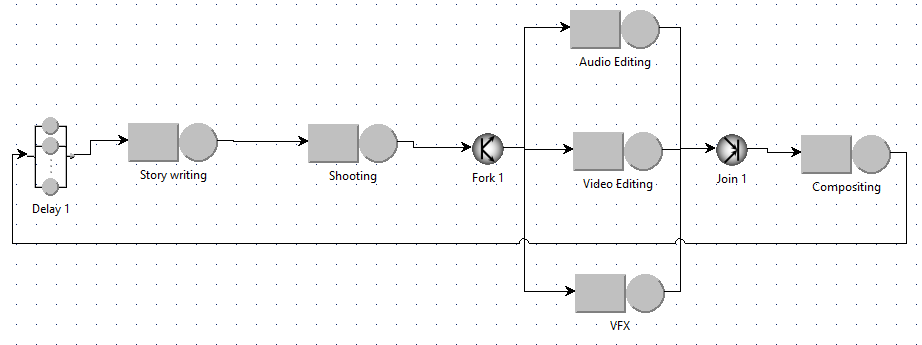 Audio Editing
Delay 1
Story writing
Shooting
Fork 1
Video Editing
Join 1
Compositing
VFX